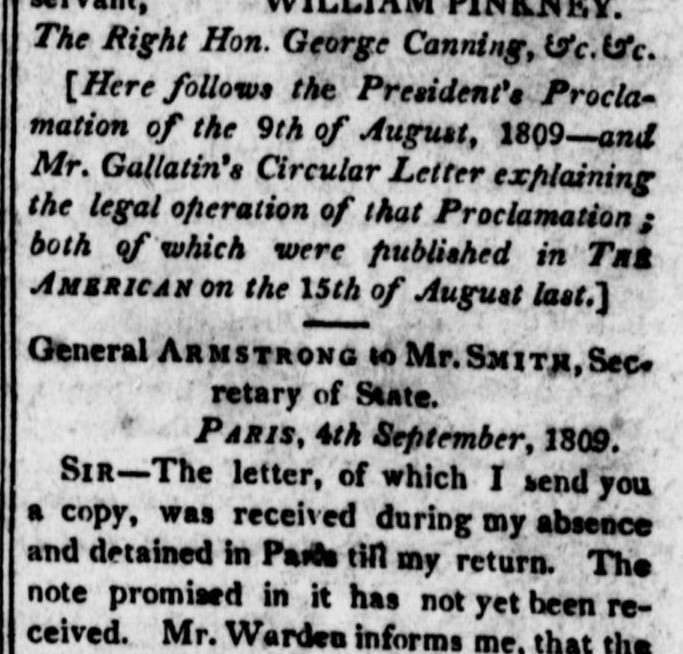 servant, WILLIAM PINKNEY.
The Right Hon. George Canning, &c. &c.
[Here follows the President's Procla-
mation of the 9th of August, 1809—and
Mr. Gallatin's Circular Letter explaining
the legal operation of that Proclamation;
both of which were published in THE
AMERICAN on the 15th of August last.]
General ARMSTRONG to Mr. SMITH, Sec-
retary of State.
PARIS, 4th September, 1809.
SIR—The letter, of which I send you
a copy, was received during my absence
and detained in Paris till my return. The
note promised in it has not yet been re-
ceived. Mr. Warden informs me, that the